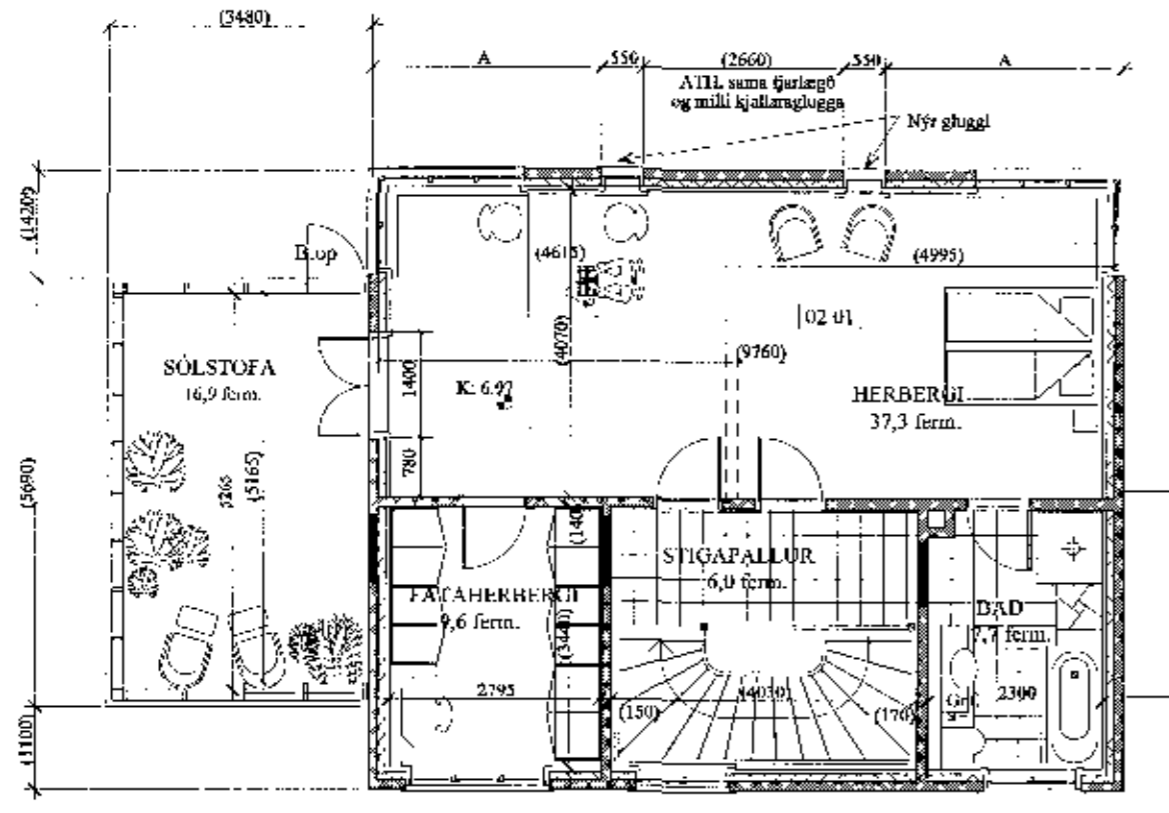 (3480)
A 550 (2660) 550 A
ATH. sama fjarlægð
og milli kjallaraglugga
Nýr gluggi
(14209
B.op
(4615)
(4995)
02 01
(4070)
(9760)
SÓLSTOFA
16,9 ferm.
1400
K: 6.97
HERBERGI
37,3 ferm.
780
(5690)
(5165)
STIGAPALLUR
6,0 ferm.
FATAHERBERGI
9,6 ferm.
BAÐ
7,7 ferm.
(3440)
2795
(4030)
2300
(150)
(170)
(1100)